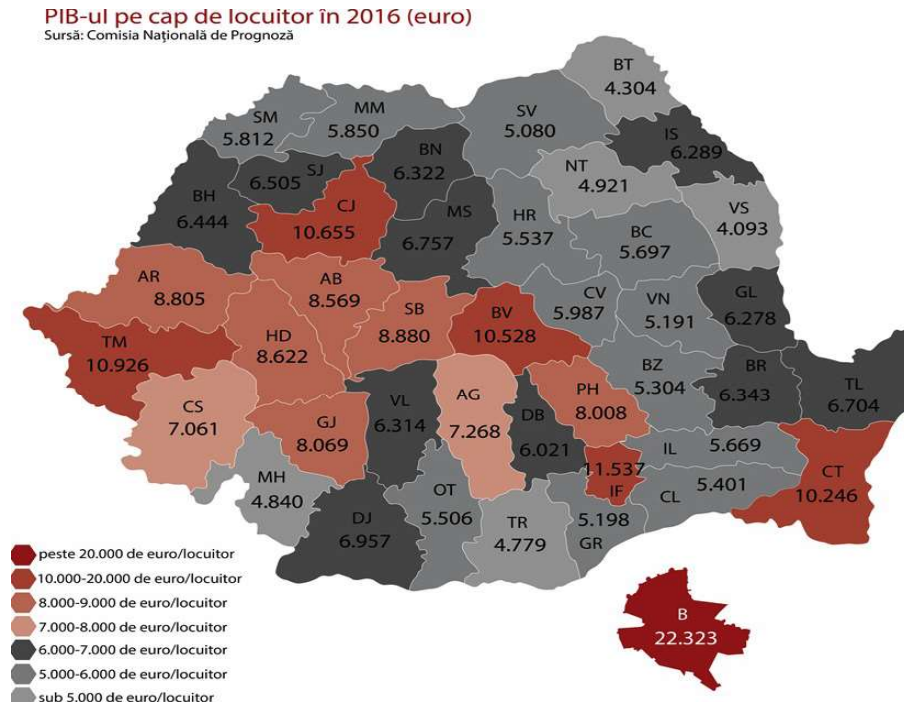 PIB-ul pe cap de locuitor în 2016 (euro)
Sursă: Comisia Națională de Prognoză
BT
4.304
SM
5.812
MM
5.850
SV
5.080
IS
6.289
BN
6.322
SJ
6.505
NT
4.921
BH
6.444
CJ
10.655
MS
6.757
HR
5.537
BC
5.697
VS
4.093
AR
8.805
AB
8.569
SB
8.880
BV
10.528
CV
5.987
VN
5.191
GL
6.278
TM
10.926
HD
8.622
BZ
5.304
BR
6.343
TL
6.704
CS
7.061
GJ
8.069
VL
6.314
AG
7.268
DB
6.021
PH
8.008
11.537
IF
IL
5.669
CT
10.246
MH
4.840
OT
5.506
TR
4.779
5.198
GR
CL
5.401
DJ
6.957
peste 20.000 de euro/locuitor
10.000-20.000 de euro/locuitor
8.000-9.000 de euro/locuitor
7.000-8.000 de euro/locuitor
6.000-7.000 de euro/locuitor
5.000-6.000 de euro/locuitor
sub 5.000 de euro/locuitor
B
22.323